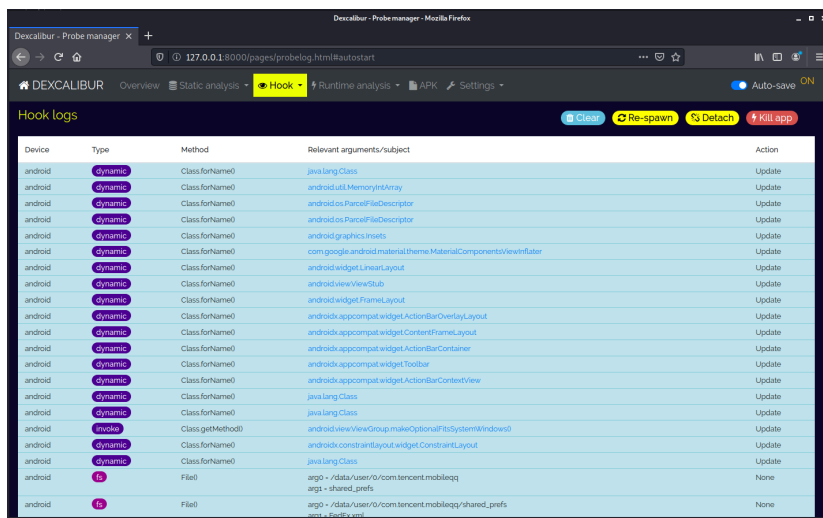 Dexcalibur - Probe manager - Mozilla Firefox
Dexcalibur - Probe manager × +
127.0.0.1:8000/pages/probelog.html#autostart
DEXCALIBUR Overview Static analysis Hook Runtime analysis APK Settings Auto-save ON
Hook logs Clear Re-spawn Detach Kill app
Device Type Method Relevant arguments/subject Action
android dynamic Class.forName() java.lang.Class Update
android dynamic Class.forName() android.util.MemoryIntArray Update
android dynamic Class.forName() android.os.ParcelFileDescriptor Update
android dynamic Class.forName() android.os.ParcelFileDescriptor Update
android dynamic Class.forName() android.graphics.Insets Update
android dynamic Class.forName() com.google.android.material.theme.MaterialComponentsViewInflater Update
android dynamic Class.forName() android.widget.LinearLayout Update
android dynamic Class.forName() android.view.ViewStub Update
android dynamic Class.forName() android.widget.FrameLayout Update
android dynamic Class.forName() androidx.appcompat.widget.ActionBarOverlayLayout Update
android dynamic Class.forName() androidx.appcompat.widget.ContentFrameLayout Update
android dynamic Class.forName() androidx.appcompat.widget.ActionBarContainer Update
android dynamic Class.forName() androidx.appcompat.widget.Toolbar Update
android dynamic Class.forName() androidx.appcompat.widget.ActionBarContextView Update
android dynamic Class.forName() java.lang.Class Update
android dynamic Class.forName() java.lang.Class Update
android invoke Class.getMethod() android.view.ViewGroup.makeOptionalFitsSystemWindows() Update
android dynamic Class.forName() androidx.constraintlayout.widget.ConstraintLayout Update
android dynamic Class.forName() java.lang.Class Update
android fs File() arg0 = /data/user/0/com.tencent.mobileqq None
arg1 = shared_prefs
android fs File() arg0 = /data/user/0/com.tencent.mobileqq/shared_prefs None
arg1 = FedEx.xml